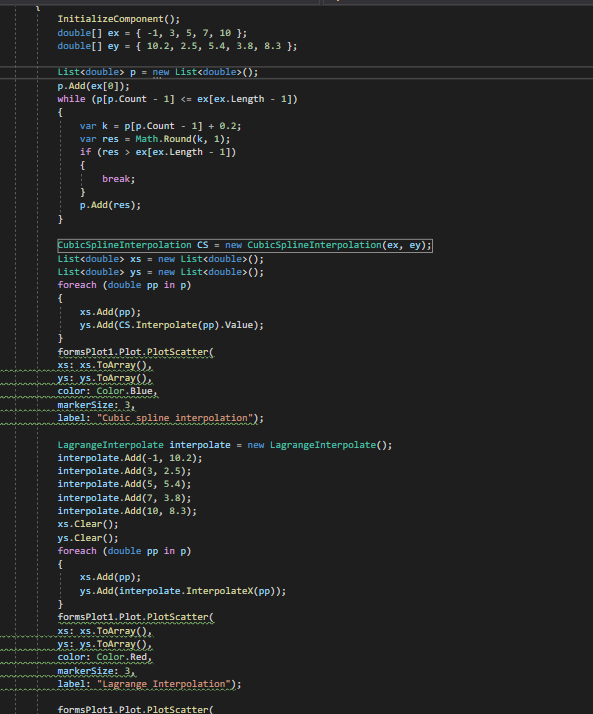 {
InitializeComponent();
double[] ex = { -1, 3, 5, 7, 10 };
double[] ey = { 10.2, 2.5, 5.4, 3.8, 8.3 };
List<double> p = new List<double>();
p.Add(ex[0]);
while (p[p.Count - 1] <= ex[ex.Length - 1])
{
var k = p[p.Count - 1] + 0.2;
var res = Math.Round(k, 1);
if (res > ex[ex.Length - 1])
{
break;
}
p.Add(res);
}
CubicSplineInterpolation CS = new CubicSplineInterpolation(ex, ey);
List<double> xs = new List<double>();
List<double> ys = new List<double>();
foreach (double pp in p)
{
xs.Add(pp);
ys.Add(CS.Interpolate(pp).Value);
}
formsPlot1.Plot.PlotScatter(
xs: xs.ToArray(),
ys: ys.ToArray(),
color: Color.Blue,
markerSize: 3,
label: "Cubic spline interpolation");
LagrangeInterpolate interpolate = new LagrangeInterpolate();
interpolate.Add(-1, 10.2);
interpolate.Add(3, 2.5);
interpolate.Add(5, 5.4);
interpolate.Add(7, 3.8);
interpolate.Add(10, 8.3);
xs.Clear();
ys.Clear();
foreach (double pp in p)
{
xs.Add(pp);
ys.Add(interpolate.InterpolateX(pp));
}
formsPlot1.Plot.PlotScatter(
xs: xs.ToArray(),
ys: ys.ToArray(),
color: Color.Red,
markerSize: 3,
label: "Lagrange Interpolation");
formsPlot1.Plot.PlotScatter(